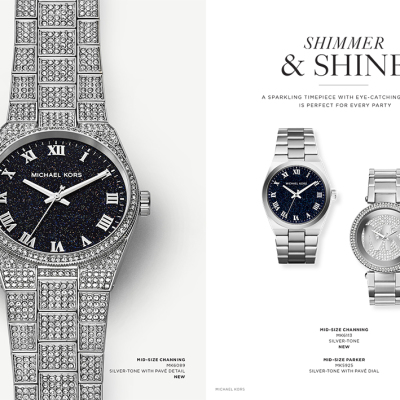 XII
MICHAEL KORS
MID-SIZE CHANNING
MK6089
SILVER-TONE WITH PAVÉ DETAIL
NEW
SHIMMER
& SHINE
A SPARKLING TIMEPIECE WITH EYE-CATCHING
IS PERFECT FOR EVERY PARTY
MICHAEL KORS
MID-SIZE CHANNING
MK6113
SILVER-TONE
NEW
MID-SIZE PARKER
MK5925
SILVER-TONE WITH PAVÉ DIAL
MICHAEL KORS